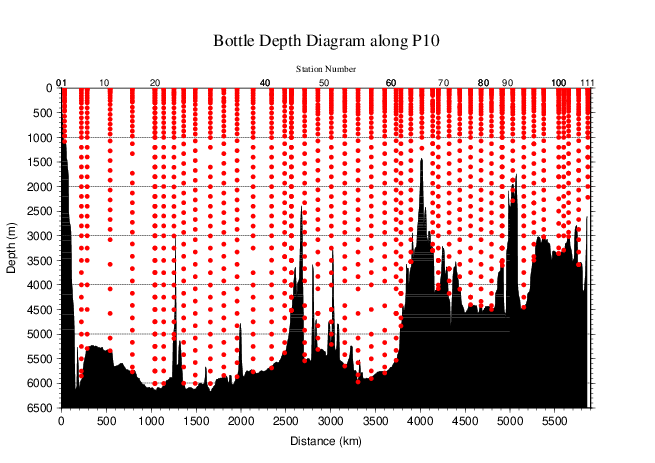 Bottle Depth Diagram along P10
Station Number
01 10 20 40 50 60 70 80 90 100 111
0
500
1000
1500
2000
2500
3000
3500
4000
4500
5000
5500
6000
6500
Depth (m)
0 500 1000 1500 2000 2500 3000 3500 4000 4500 5000 5500
Distance (km)